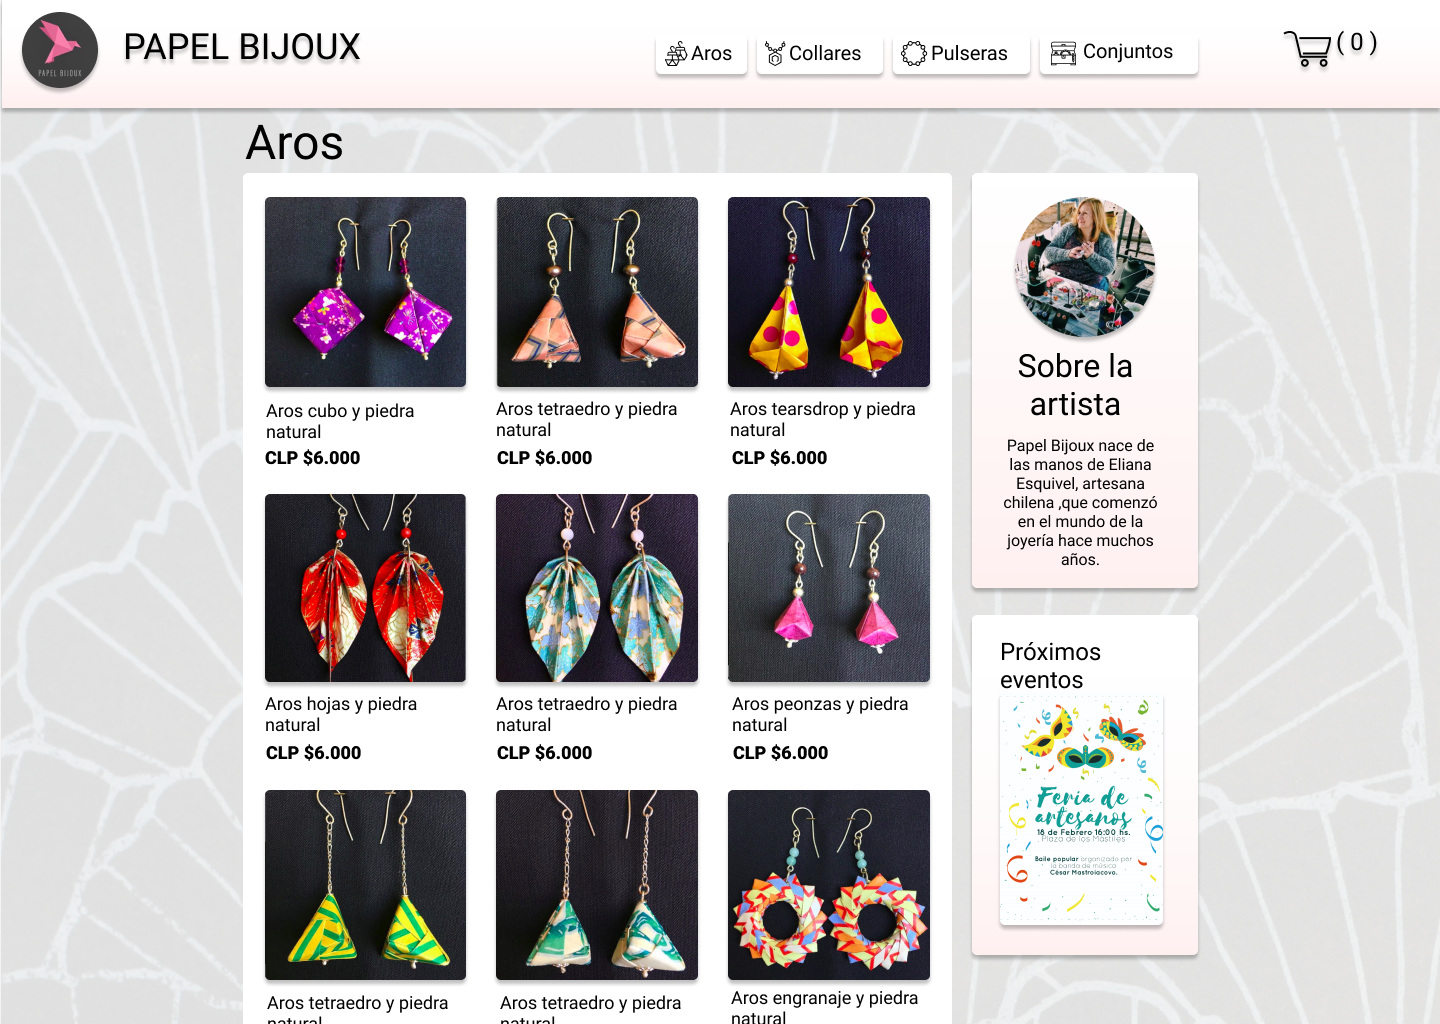 PAPEL BIJOUX
PAPEL BIJOUX
Aros
Collares
Pulseras
Conjuntos
( 0 )
Aros
Aros cubo y piedra
natural
CLP $6.000
Aros tetraedro y piedra
natural
CLP $6.000
Aros tearsdrop y piedra
natural
CLP $6.000
Aros hojas y piedra
natural
CLP $6.000
Aros tetraedro y piedra
natural
CLP $6.000
Aros peonzas y piedra
natural
CLP $6.000
Aros tetraedro y piedra
natural
Aros tetraedro y piedra
natural
Aros engranaje y piedra
natural
Sobre la
artista
Papel Bijoux nace de
las manos de Eliana
Esquivel, artesana
chilena ,que comenzó
en el mundo de la
joyería hace muchos
años.
Próximos
eventos
Feria de
artesanos
18 de Febrero 16:00 hs.
Plaza de los Mástiles
Baile popular organizado por
la banda de música
César Mastroiacovo.